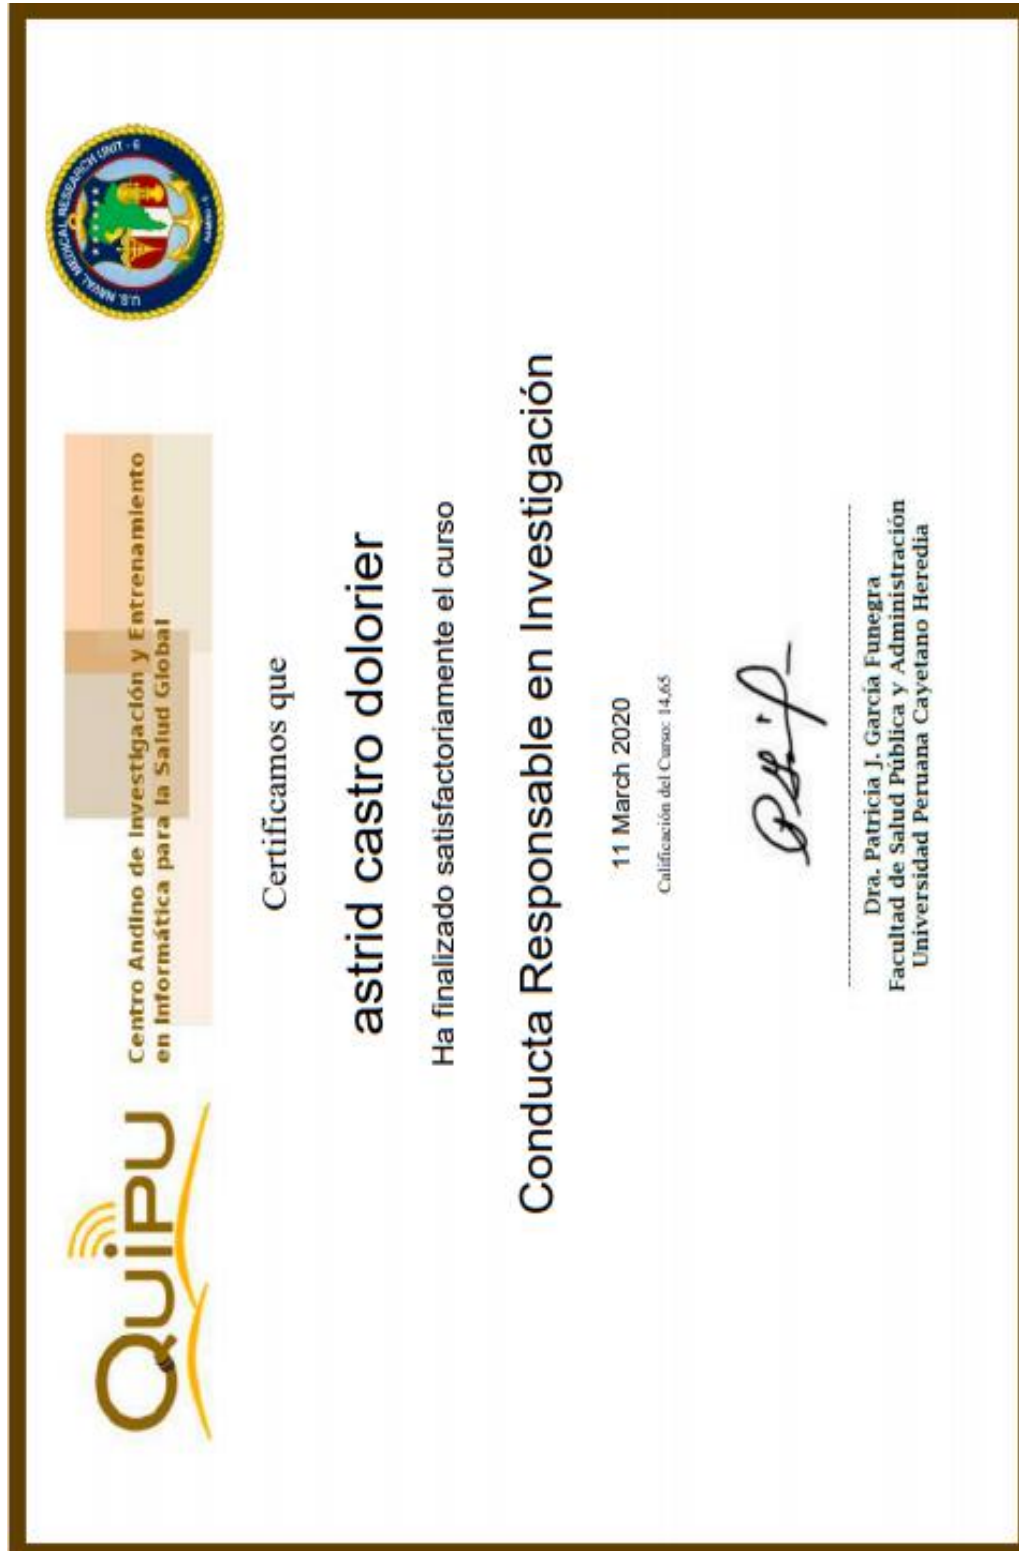 QUIPU
Centro Andino de Investigación y Entrenamiento
en Informática para la Salud Global
U.S. NAVAL MEDICAL RESEARCH UNIT - 6
Certificamos que
astrid castro dolorier
Ha finalizado satisfactoriamente el curso
Conducta Responsable en Investigación
11 March 2020
Calificación del Curso: 14,65
Dra. Patricia J. García Funegra
Facultad de Salud Pública y Administración
Universidad Peruana Cayetano Heredia